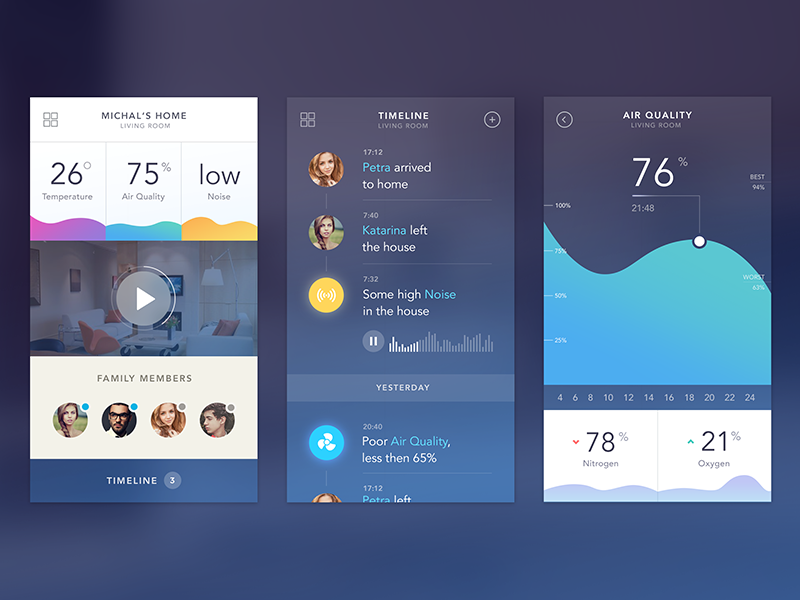 MICHAL'S HOME
LIVING ROOM
26°
Temperature
75%
Air Quality
low
Noise
FAMILY MEMBERS
TIMELINE 3
TIMELINE
LIVING ROOM
17:12
Petra arrived
to home
7:40
Katarina left
the house
7:32
Some high Noise
in the house
YESTERDAY
20:40
Poor Air Quality,
less then 65%
17:12
Petra left
AIR QUALITY
LIVING ROOM
76%
21:48
BEST
94%
100%
75%
WORST
63%
50%
25%
4 6 8 10 12 14 16 18 20 22 24
78%
Nitrogen
21%
Oxygen